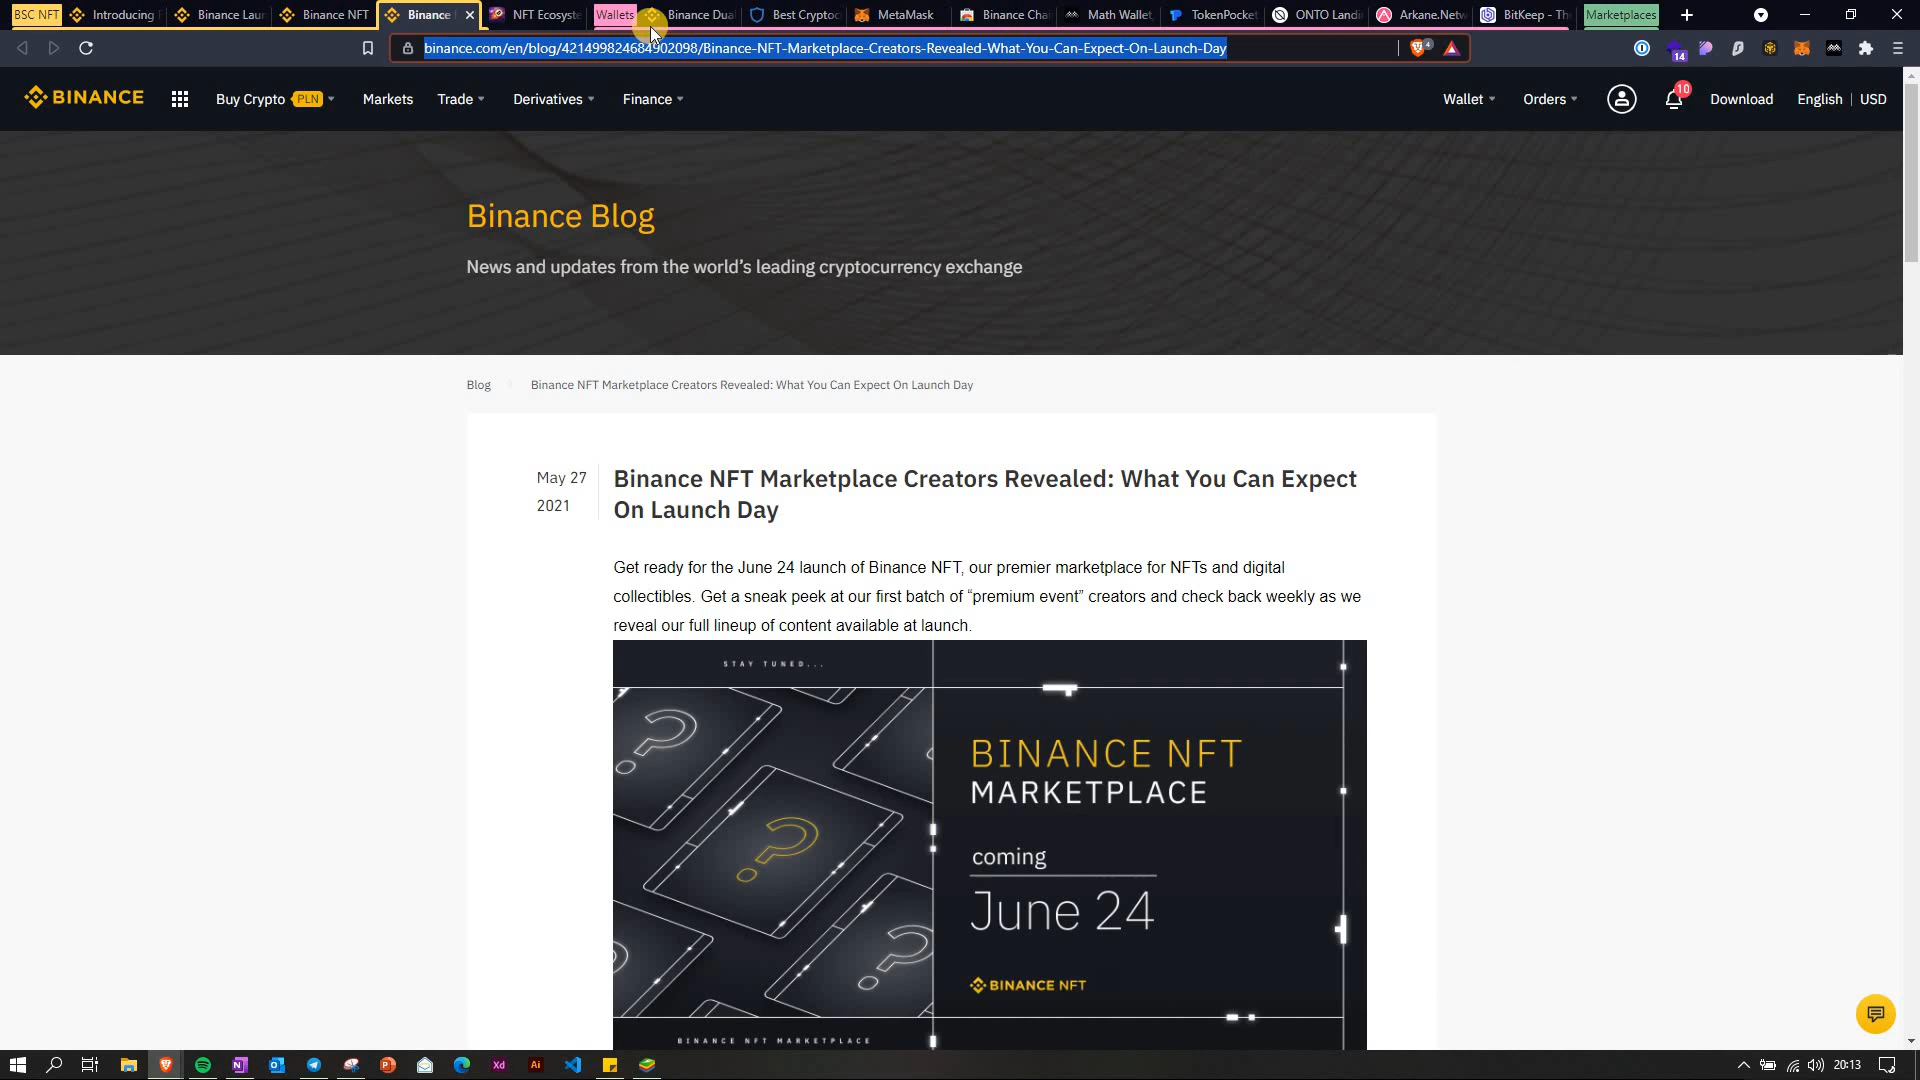 BSC NFT
Introducing
Binance Laun
Binance NFT
Binance
NFT Ecosyste
Wallets
Binance Dua
Best Cryptoc
MetaMask
Binance Cha
Math Wallet,
TokenPocket
ONTO Landi
Arkane.Netw
BitKeep - The
Marketplaces
binance.com/en/blog/421499824684902098/Binance-NFT-Marketplace-Creators-Revealed-What-You-Can-Expect-On-Launch-Day
4
14
BINANCE
Buy Crypto PLN
Markets
Trade
Derivatives
Finance
Wallet
Orders
10
Download
English | USD
Binance Blog
News and updates from the world's leading cryptocurrency exchange
Blog
Binance NFT Marketplace Creators Revealed: What You Can Expect On Launch Day
May 27
2021
Binance NFT Marketplace Creators Revealed: What You Can Expect
On Launch Day
Get ready for the June 24 launch of Binance NFT, our premier marketplace for NFTs and digital
collectibles. Get a sneak peek at our first batch of “premium event” creators and check back weekly as we
reveal our full lineup of content available at launch.
STAY TUNED...
BINANCE NFT
MARKETPLACE
coming
June 24
BINANCE NFT
BINANCE NFT MARKETPLACE
Xd
Ai
20:13